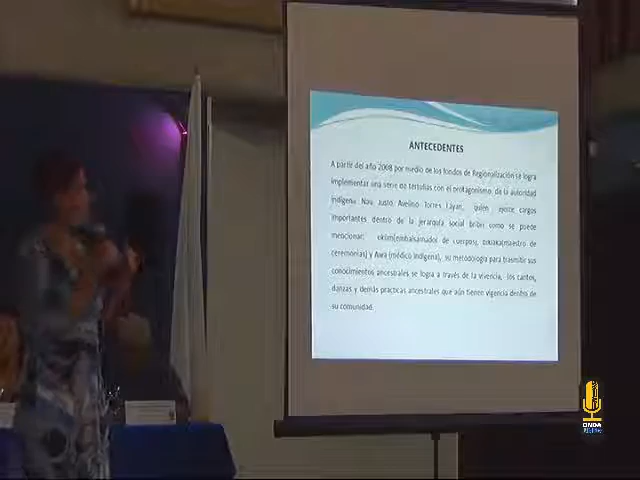 ANTECEDENTES
A partir del año 2008 por medio de los fondos de Regionalización se logra
implementar una serie de tertulias con el protagonismo de la autoridad
indígena Nau Justo Avelino Torres Layan, quien ejerce cargos
importantes dentro de la jerarquía social bribri como se puede
mencionar: (embalsamador de cuerpos), (maestro de
ceremonias) y Awa (médico indígena), su metodología para trasmitir sus
conocimientos ancestrales se logra a través de la vivencia, los cantos,
danzas y demás practicas ancestrales que aún tienen vigencia dentro de
su comunidad.
ONDA